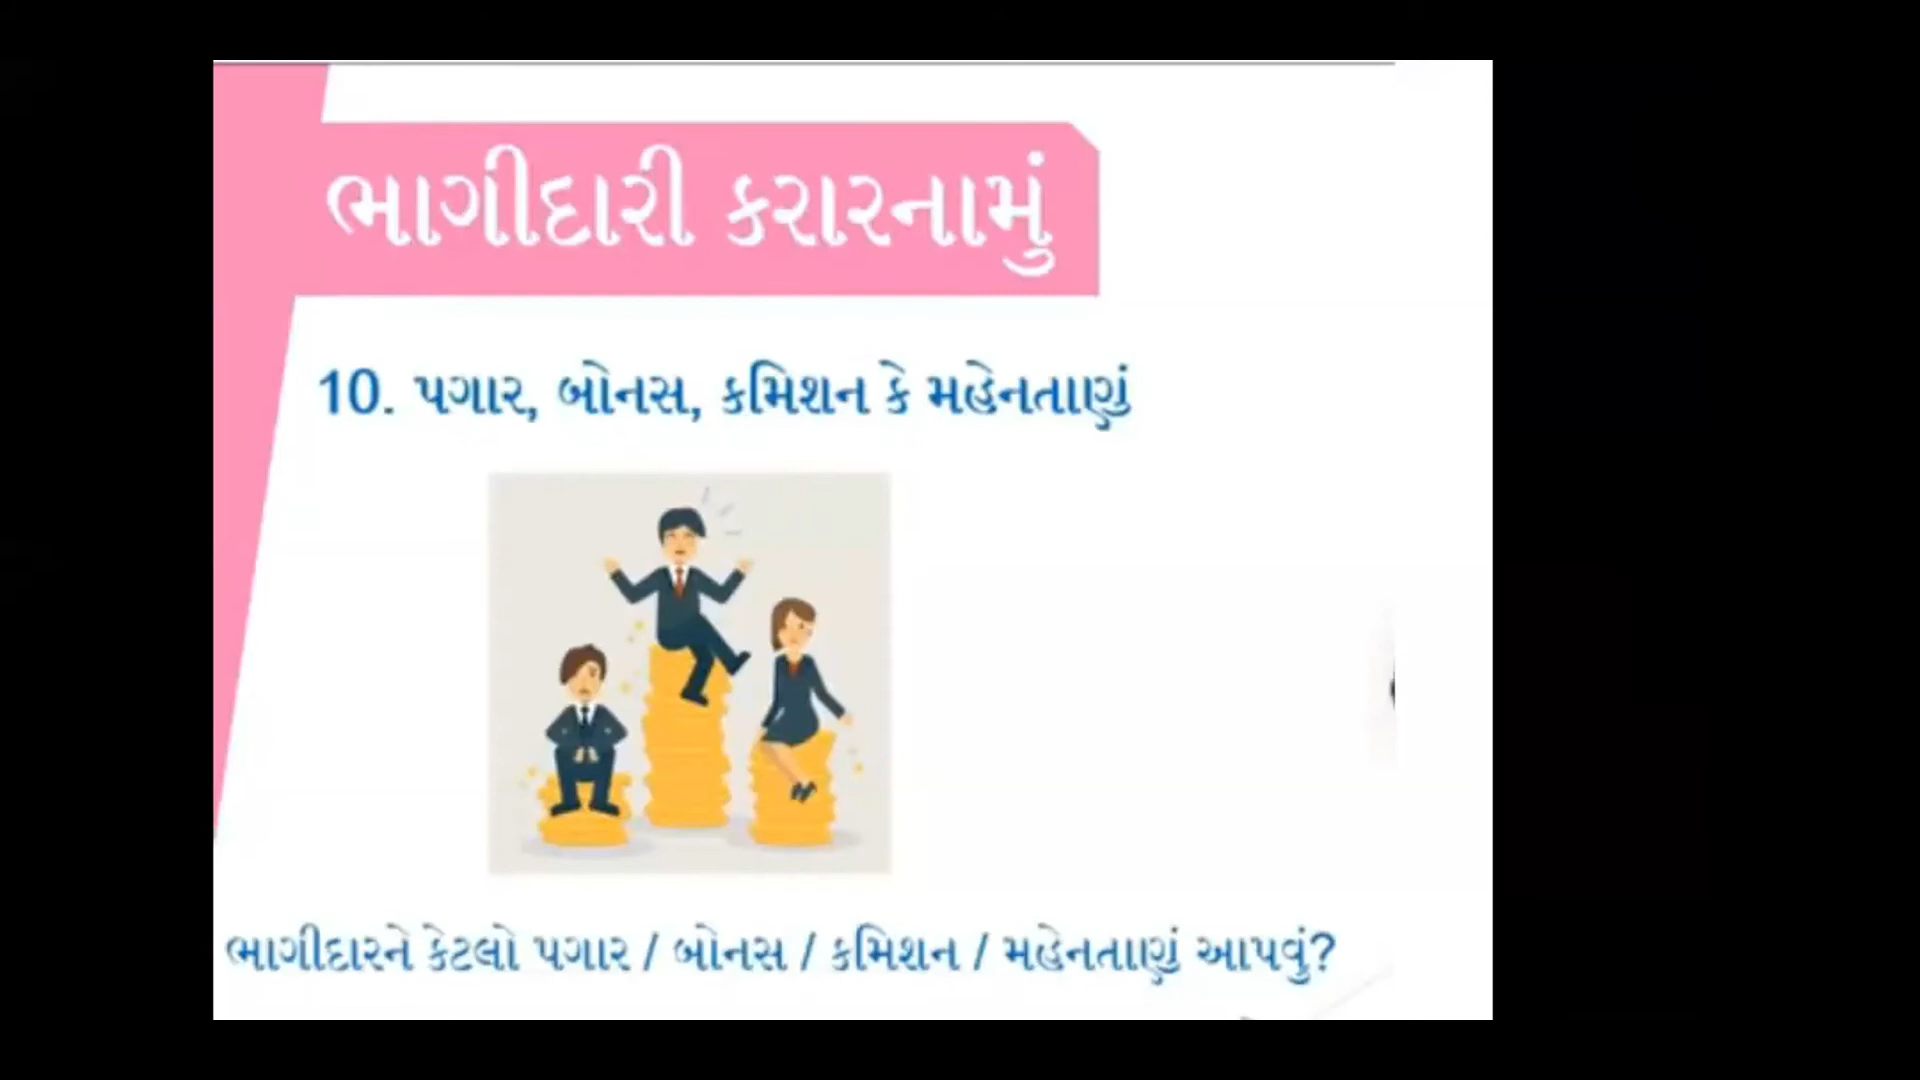 ભાગીદારી કરારનામું
10. પગાર, બોનસ, કમિશન કે મહેનતાણું
ભાગીદારને કેટલો પગાર / બોનસ / કમિશન / મહેનતાણું આપવું?